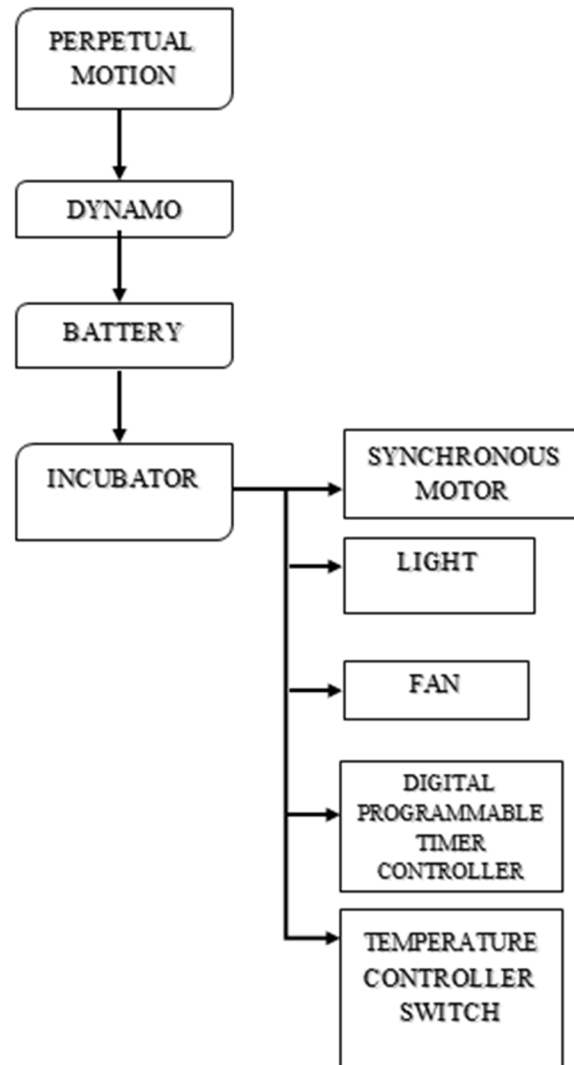 PERPETUAL
MOTION
DYNAMO
BATTERY
INCUBATOR
SYNCHRONOUS
MOTOR
LIGHT
FAN
DIGITAL
PROGRAMMABLE
TIMER
CONTROLLER
TEMPERATURE
CONTROLLER
SWITCH